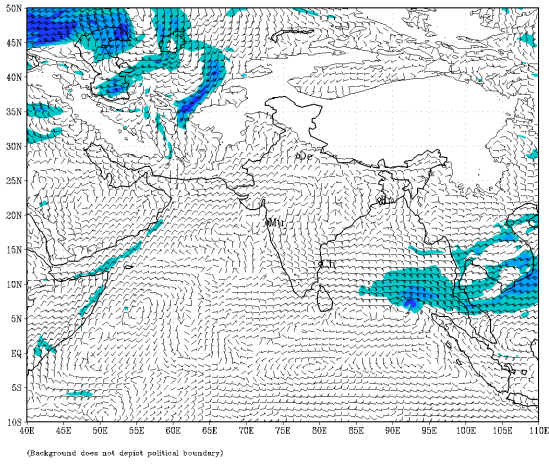 50N
45N
40N
35N
30N
25N
20N
15N
10N
5N
EQ
5S
10S
40E 45E 50E 55E 60E 65E 70E 75E 80E 85E 90E 95E 100E 105E 110E
De
Mu
Ch
(Background does not depict political boundary)